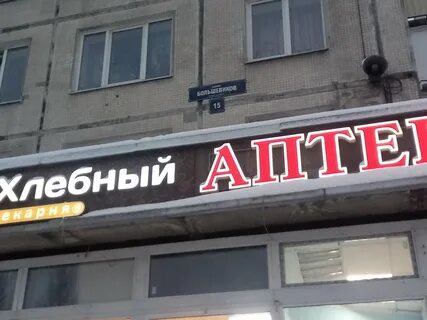 БОЛЬШЕВИКОВ
15
Хлебный
екарня
АПТЕ